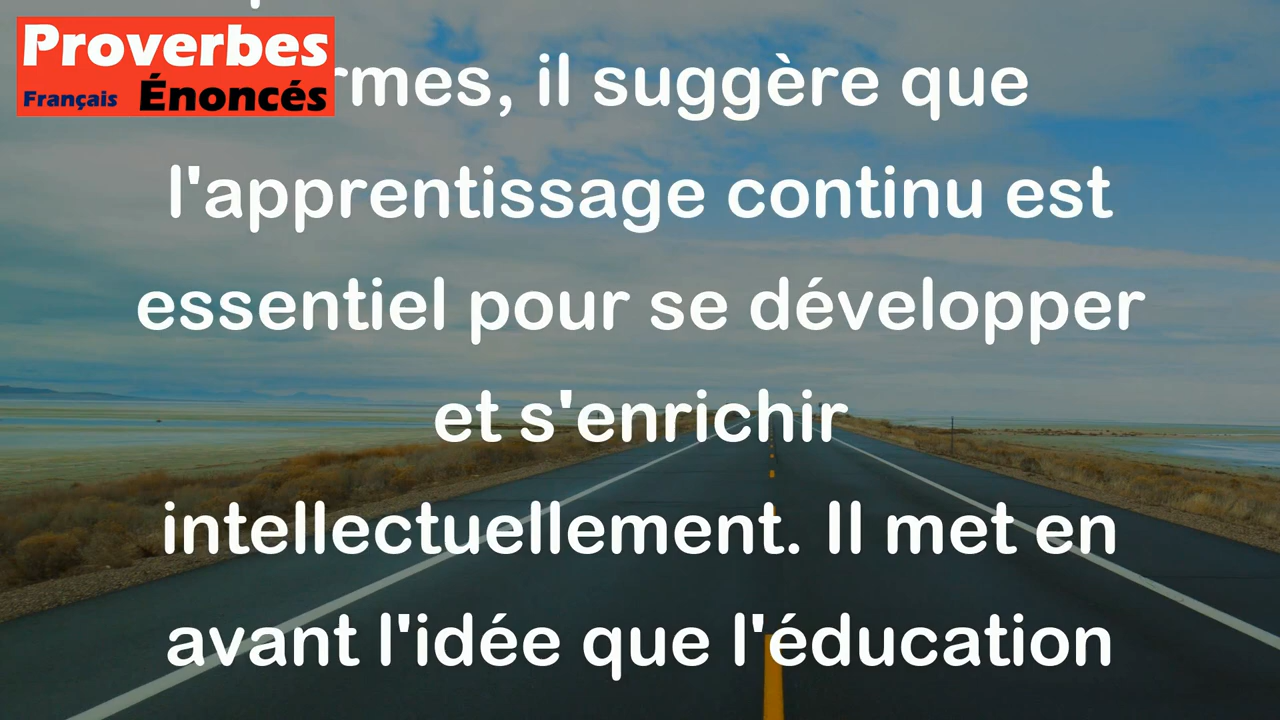 Proverbes
Français Énoncés
rmes, il suggère que
l'apprentissage continu est
essentiel pour se développer
et s'enrichir
intellectuellement. Il met en
avant l'idée que l'éducation